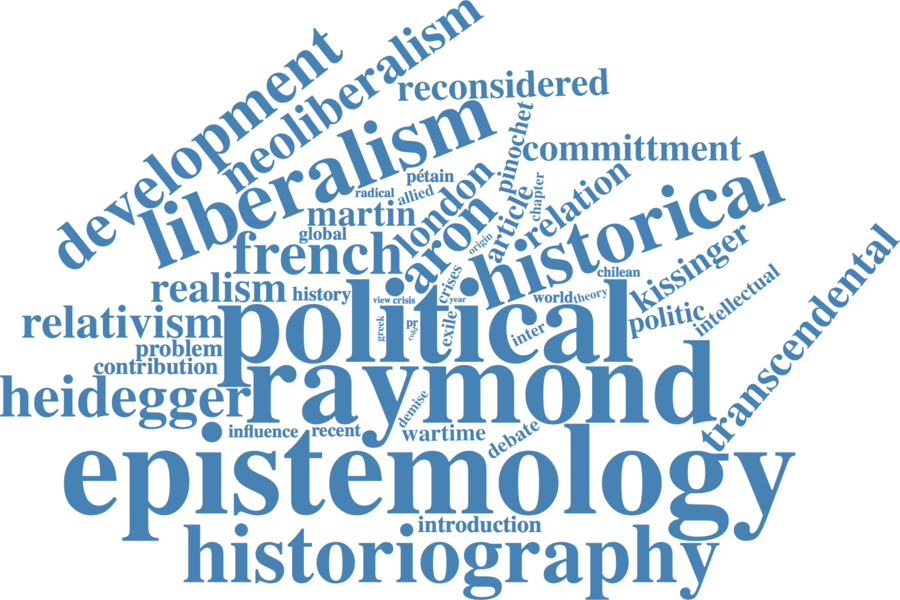 development
neoliberalism
reconsidered
liberalism
pinochet
committment
pétain
radical
allied
chapter
london
martin
relation
historical
article
aron
global
origin
french
kissinger
chilean
crises
realism
history
view crisis
year
world
theory
intellectual
transcendental
relativism
political
greek
pr
cold
exile
inter
politic
problem
contribution
heidegger
raymond
demise
influence
recent
wartime
debate
epistemology
introduction
historiography